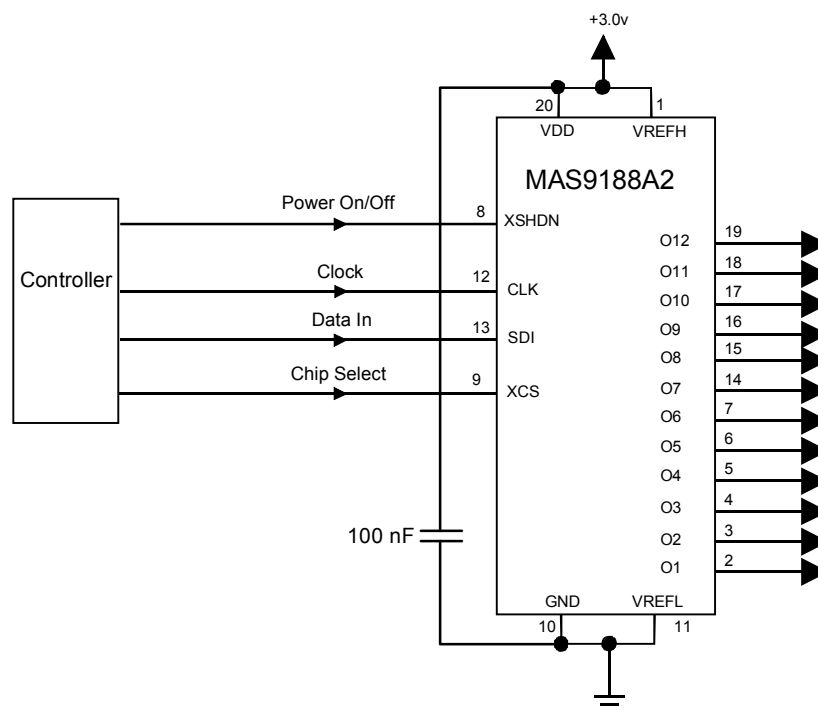 +3.0v
20
1
VDD
VREFH
MAS9188A2
Controller
Power On/Off
8
XSHDN
Clock
12
CLK
Data In
13
SDI
Chip Select
9
XCS
O12
19
O11
18
O10
17
O9
16
O8
15
O7
14
O6
7
O5
6
O4
5
O3
4
O2
3
O1
2
100 nF
GND
VREFL
10
11